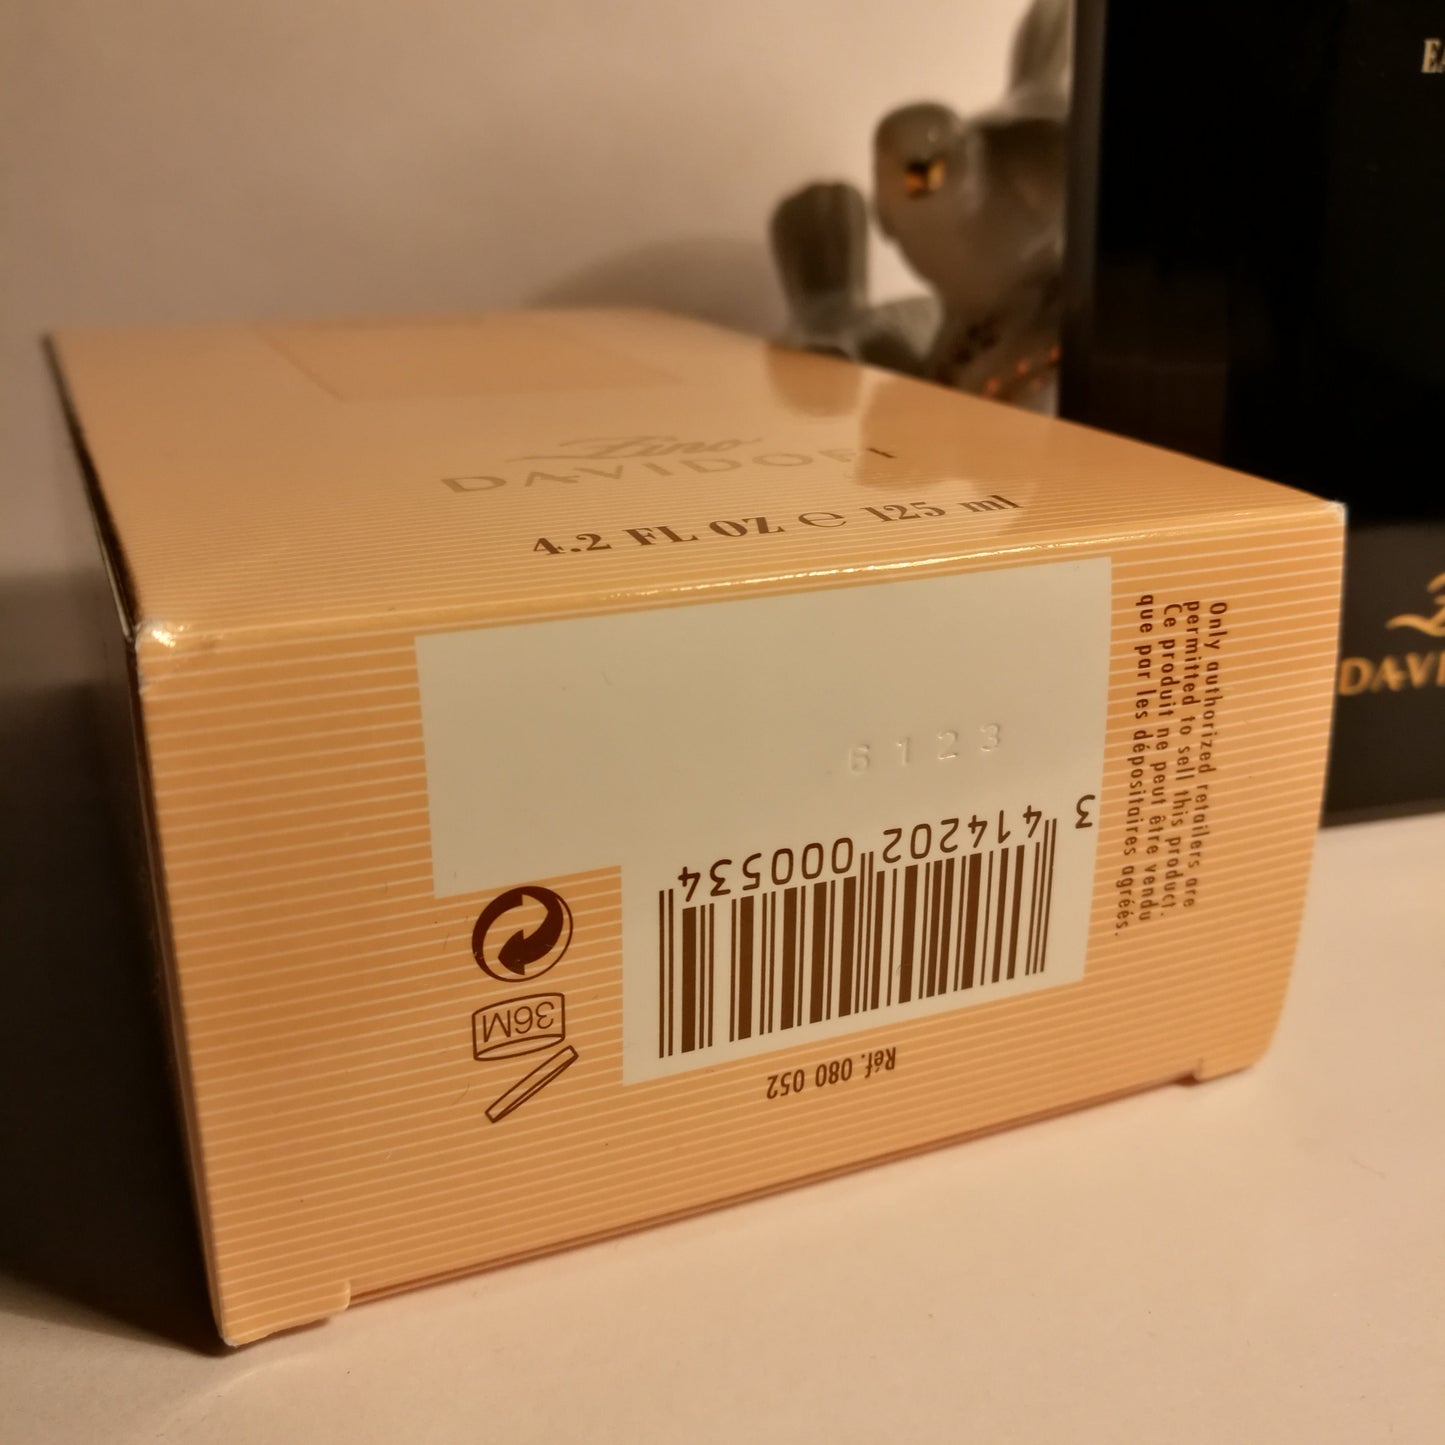 Zino
DAVIDOFF
4.2 FL OZ ℮ 125 ml
6123
3 414202 000534
36M
Réf. 080 052
Only authorized retailers are
permitted to sell this product.
Ce produit ne peut être vendu
que par les dépositaires agréés.